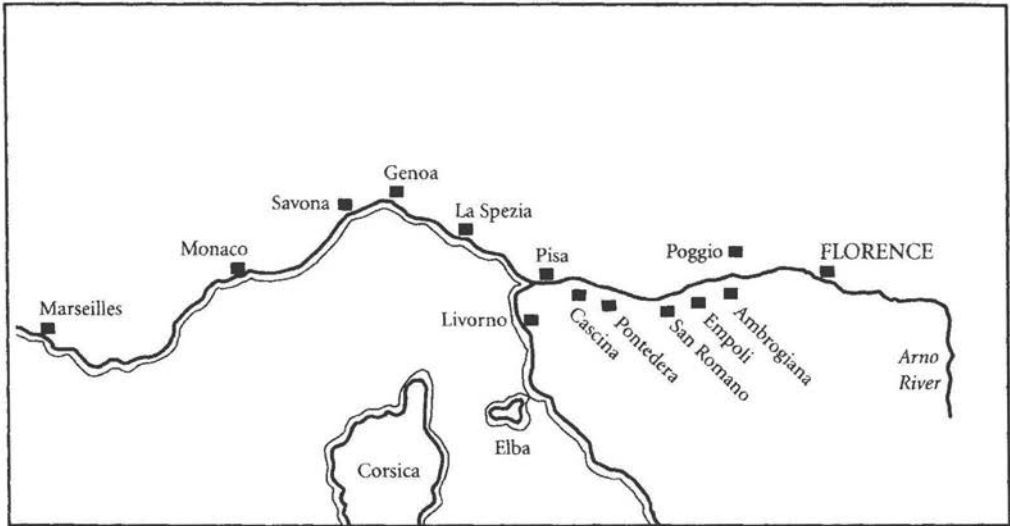 Genoa
Savona
La Spezia
Monaco
Pisa
Poggio
FLORENCE
Marseilles
Livorno
Cascina
Pontedera
San Romano
Empoli
Ambrogiana
Arno
River
Elba
Corsica